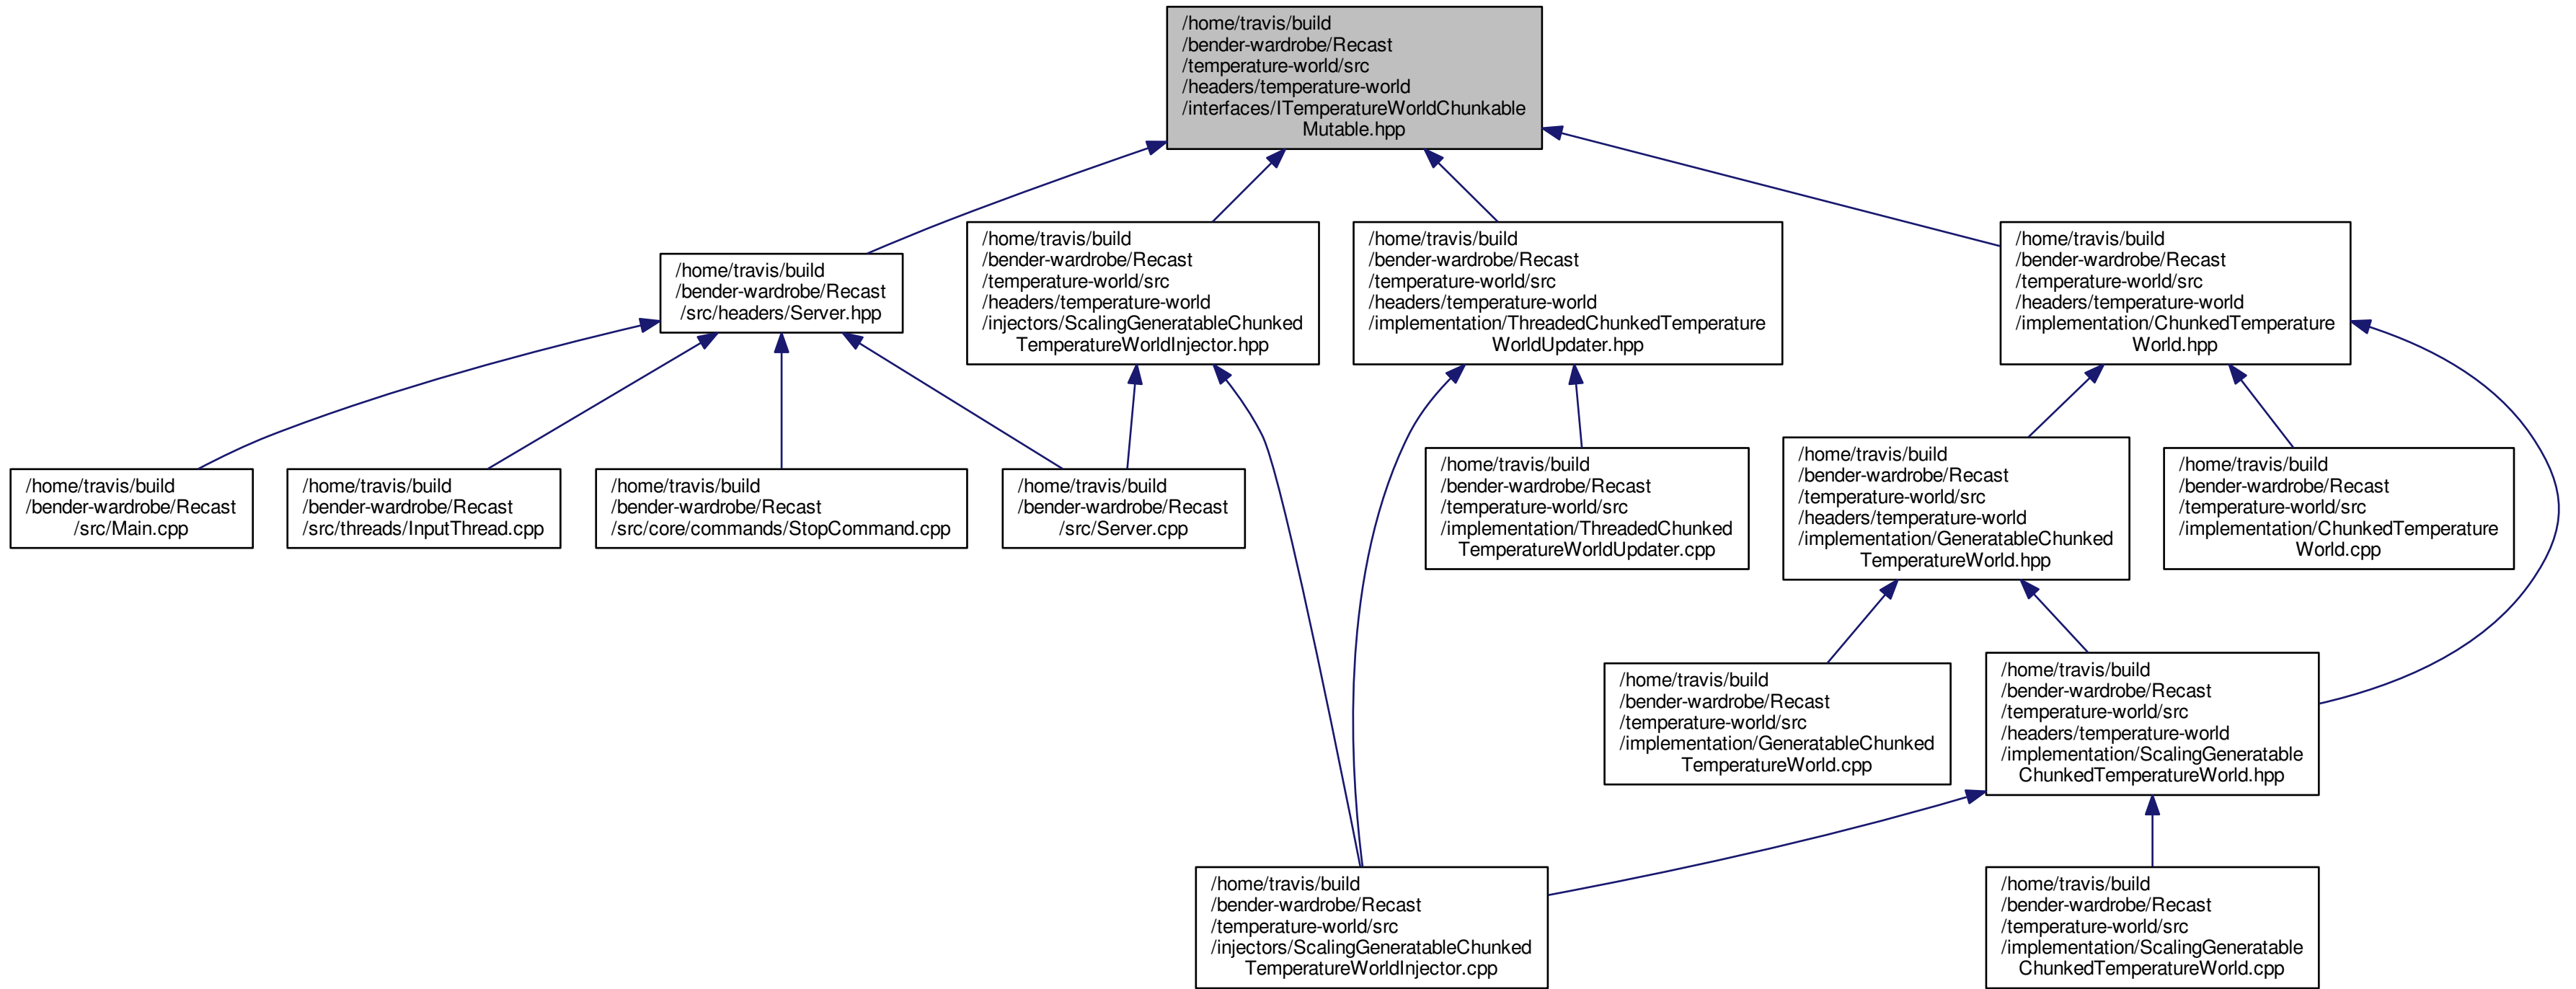 /home/travis/build
/bender-wardrobe/Recast
/temperature-world/src
/headers/temperature-world
/interfaces/ITemperatureWorldChunkable
Mutable.hpp
/home/travis/build
/bender-wardrobe/Recast
/src/headers/Server.hpp
/home/travis/build
/bender-wardrobe/Recast
/temperature-world/src
/headers/temperature-world
/injectors/ScalingGeneratableChunked
TemperatureWorldInjector.hpp
/home/travis/build
/bender-wardrobe/Recast
/temperature-world/src
/headers/temperature-world
/implementation/ThreadedChunkedTemperature
WorldUpdater.hpp
/home/travis/build
/bender-wardrobe/Recast
/temperature-world/src
/headers/temperature-world
/implementation/ChunkedTemperature
World.hpp
/home/travis/build
/bender-wardrobe/Recast
/src/Main.cpp
/home/travis/build
/bender-wardrobe/Recast
/src/threads/InputThread.cpp
/home/travis/build
/bender-wardrobe/Recast
/src/core/commands/StopCommand.cpp
/home/travis/build
/bender-wardrobe/Recast
/src/Server.cpp
/home/travis/build
/bender-wardrobe/Recast
/temperature-world/src
/implementation/ThreadedChunked
TemperatureWorldUpdater.cpp
/home/travis/build
/bender-wardrobe/Recast
/temperature-world/src
/headers/temperature-world
/implementation/GeneratableChunked
TemperatureWorld.hpp
/home/travis/build
/bender-wardrobe/Recast
/temperature-world/src
/implementation/ChunkedTemperature
World.cpp
/home/travis/build
/bender-wardrobe/Recast
/temperature-world/src
/implementation/GeneratableChunked
TemperatureWorld.cpp
/home/travis/build
/bender-wardrobe/Recast
/temperature-world/src
/headers/temperature-world
/implementation/ScalingGeneratable
ChunkedTemperatureWorld.hpp
/home/travis/build
/bender-wardrobe/Recast
/temperature-world/src
/injectors/ScalingGeneratableChunked
TemperatureWorldInjector.cpp
/home/travis/build
/bender-wardrobe/Recast
/temperature-world/src
/implementation/ScalingGeneratable
ChunkedTemperatureWorld.cpp